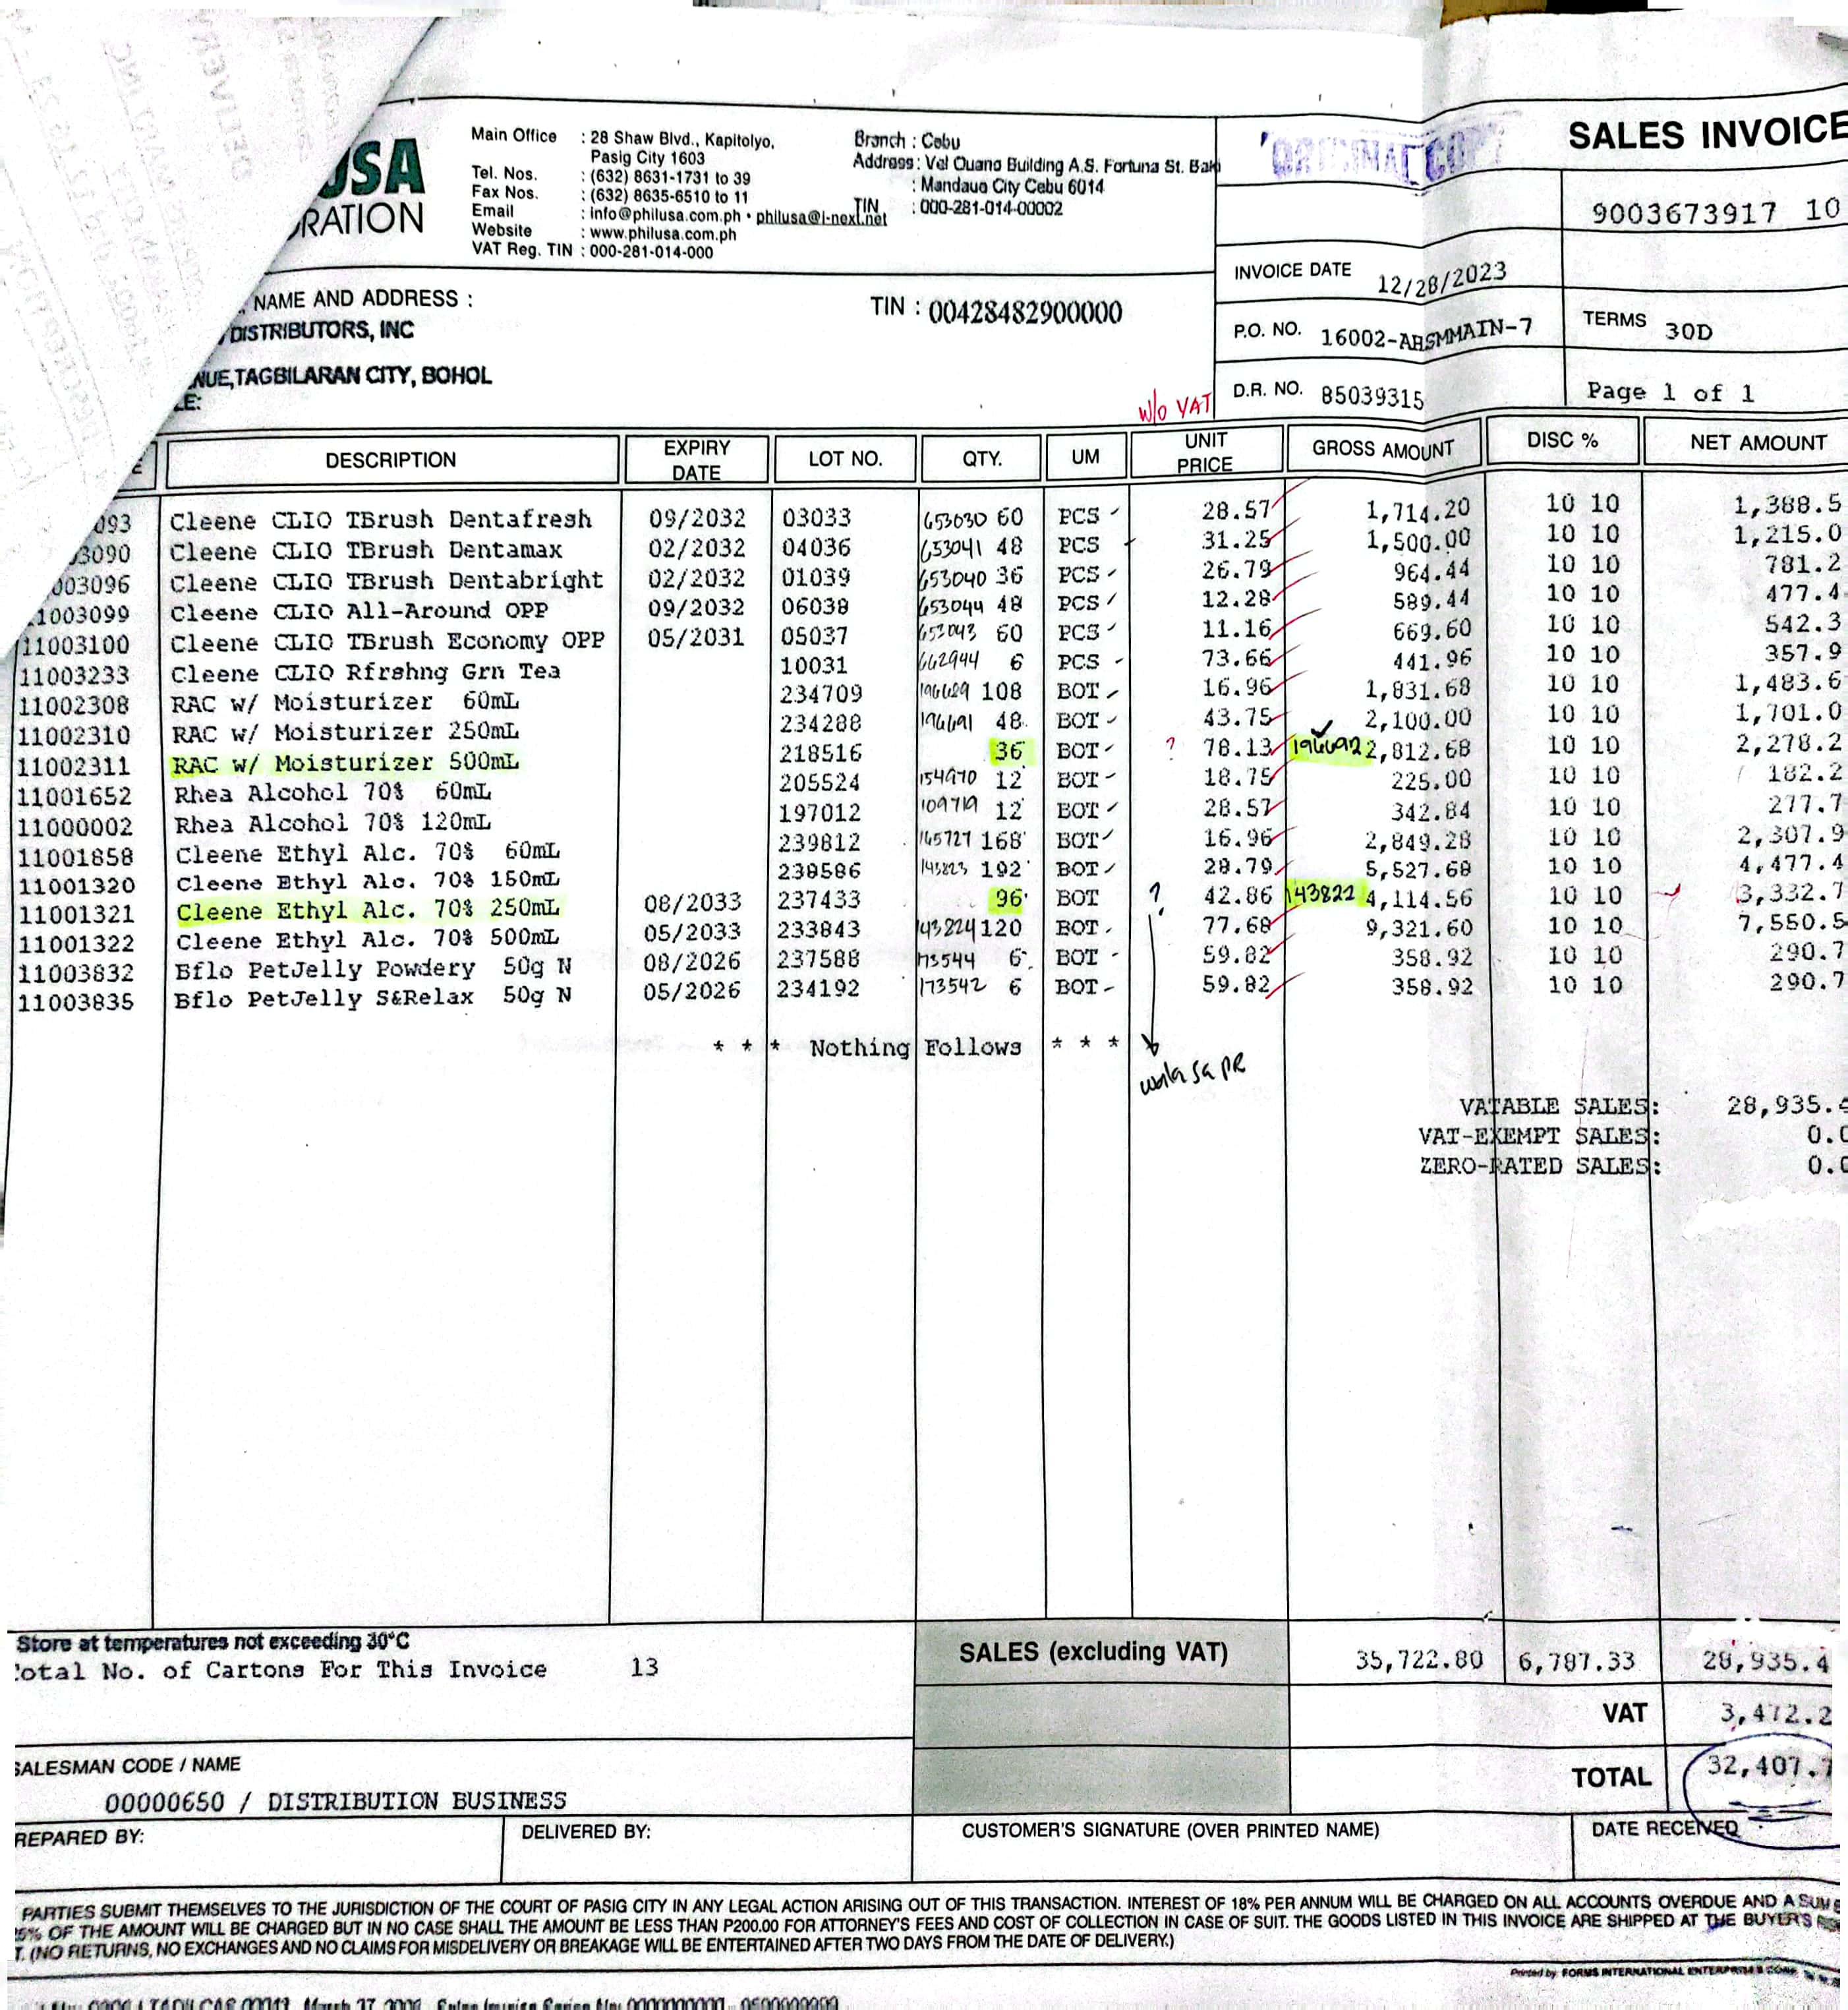 USA
RATION
Main Office : 28 Shaw Blvd., Kapitolyo,
Pasig City 1603
Tel. Nos. : (632) 8631-1731 to 39
Fax Nos. : (632) 8635-6510 to 11
Email : info@philusa.com.ph • philusa@i-next.net
Website : www.philusa.com.ph
VAT Reg. TIN : 000-281-014-000
Branch : Cebu
Address : Val Ouano Building A.S. Fortuna St. Bak
: Mandaue City Cebu 6014
TIN : 000-281-014-00002
ORIGINAL COPY
SALES INVOICE
9003673917 10
INVOICE DATE 12/28/2023
P.O. NO. 16002-ABSMMAIN-7
TERMS 30D
D.R. NO. 85039315
Page 1 of 1
NAME AND ADDRESS :
DISTRIBUTORS, INC
NUE,TAGBILARAN CITY, BOHOL
LE:
TIN : 00428482900000
w/o VAT
E DESCRIPTION EXPIRY DATE LOT NO. QTY. UM UNIT PRICE GROSS AMOUNT DISC % NET AMOUNT
093 Cleene CLIO TBrush Dentafresh 09/2032 03033 653030 60 PCS 28.57 1,714.20 10 10 1,388.5
3090 Cleene CLIO TBrush Dentamax 02/2032 04036 653041 48 PCS 31.25 1,500.00 10 10 1,215.0
003096 Cleene CLIO TBrush Dentabright 02/2032 01039 653040 36 PCS 26.79 964.44 10 10 781.2
1003099 Cleene CLIO All-Around OPP 09/2032 06038 653044 48 PCS 12.28 589.44 10 10 477.4
11003100 Cleene CLIO TBrush Economy OPP 05/2031 05037 653043 60 PCS 11.16 669.60 10 10 542.3
11003233 Cleene CLIO Rfrshng Grn Tea 10031 662944 6 PCS 73.66 441.96 10 10 357.9
11002308 RAC w/ Moisturizer 60mL 234709 196689 108 BOT 16.96 1,831.68 10 10 1,483.6
11002310 RAC w/ Moisturizer 250mL 234288 196691 48 BOT 43.75 2,100.00 10 10 1,701.0
11002311 RAC w/ Moisturizer 500mL 218516 36 BOT ? 78.13 196692 2,812.68 10 10 2,278.2
11001652 Rhea Alcohol 70% 60mL 205524 154970 12 BOT 18.75 225.00 10 10 182.2
11000002 Rhea Alcohol 70% 120mL 197012 109719 12 BOT 28.57 342.84 10 10 277.7
11001858 Cleene Ethyl Alc. 70% 60mL 239812 165727 168 BOT 16.96 2,849.28 10 10 2,307.9
11001320 Cleene Ethyl Alc. 70% 150mL 238586 143823 192 BOT 28.79 5,527.68 10 10 4,477.4
11001321 Cleene Ethyl Alc. 70% 250mL 08/2033 237433 96 BOT ? 42.86 143822 4,114.56 10 10 3,332.7
11001322 Cleene Ethyl Alc. 70% 500mL 05/2033 233843 143824 120 BOT 77.68 9,321.60 10 10 7,550.5
11003832 Bflo PetJelly Powdery 50g N 08/2026 237588 173544 6 BOT 59.82 358.92 10 10 290.7
11003835 Bflo PetJelly S&Relax 50g N 05/2026 234192 173542 6 BOT 59.82 358.92 10 10 290.7
* * * Nothing Follows * * *
wala sa PR
VATABLE SALES: 28,935.4
VAT-EXEMPT SALES: 0.0
ZERO-RATED SALES: 0.0
Store at temperatures not exceeding 30°C
otal No. of Cartons For This Invoice 13
SALES (excluding VAT) 35,722.80 6,787.33 28,935.4
VAT 3,472.2
TOTAL 32,407.7
SALESMAN CODE / NAME
00000650 / DISTRIBUTION BUSINESS
REPARED BY: DELIVERED BY: CUSTOMER'S SIGNATURE (OVER PRINTED NAME) DATE RECEIVED
PARTIES SUBMIT THEMSELVES TO THE JURISDICTION OF THE COURT OF PASIG CITY IN ANY LEGAL ACTION ARISING OUT OF THIS TRANSACTION. INTEREST OF 18% PER ANNUM WILL BE CHARGED ON ALL ACCOUNTS OVERDUE AND A SUM
5% OF THE AMOUNT WILL BE CHARGED BUT IN NO CASE SHALL THE AMOUNT BE LESS THAN P200.00 FOR ATTORNEY'S FEES AND COST OF COLLECTION IN CASE OF SUIT. THE GOODS LISTED IN THIS INVOICE ARE SHIPPED AT THE BUYER'S
T. (NO RETURNS, NO EXCHANGES AND NO CLAIMS FOR MISDELIVERY OR BREAKAGE WILL BE ENTERTAINED AFTER TWO DAYS FROM THE DATE OF DELIVERY.)
Printed by: FORMS INTERNATIONAL ENTERPRISES CORP.